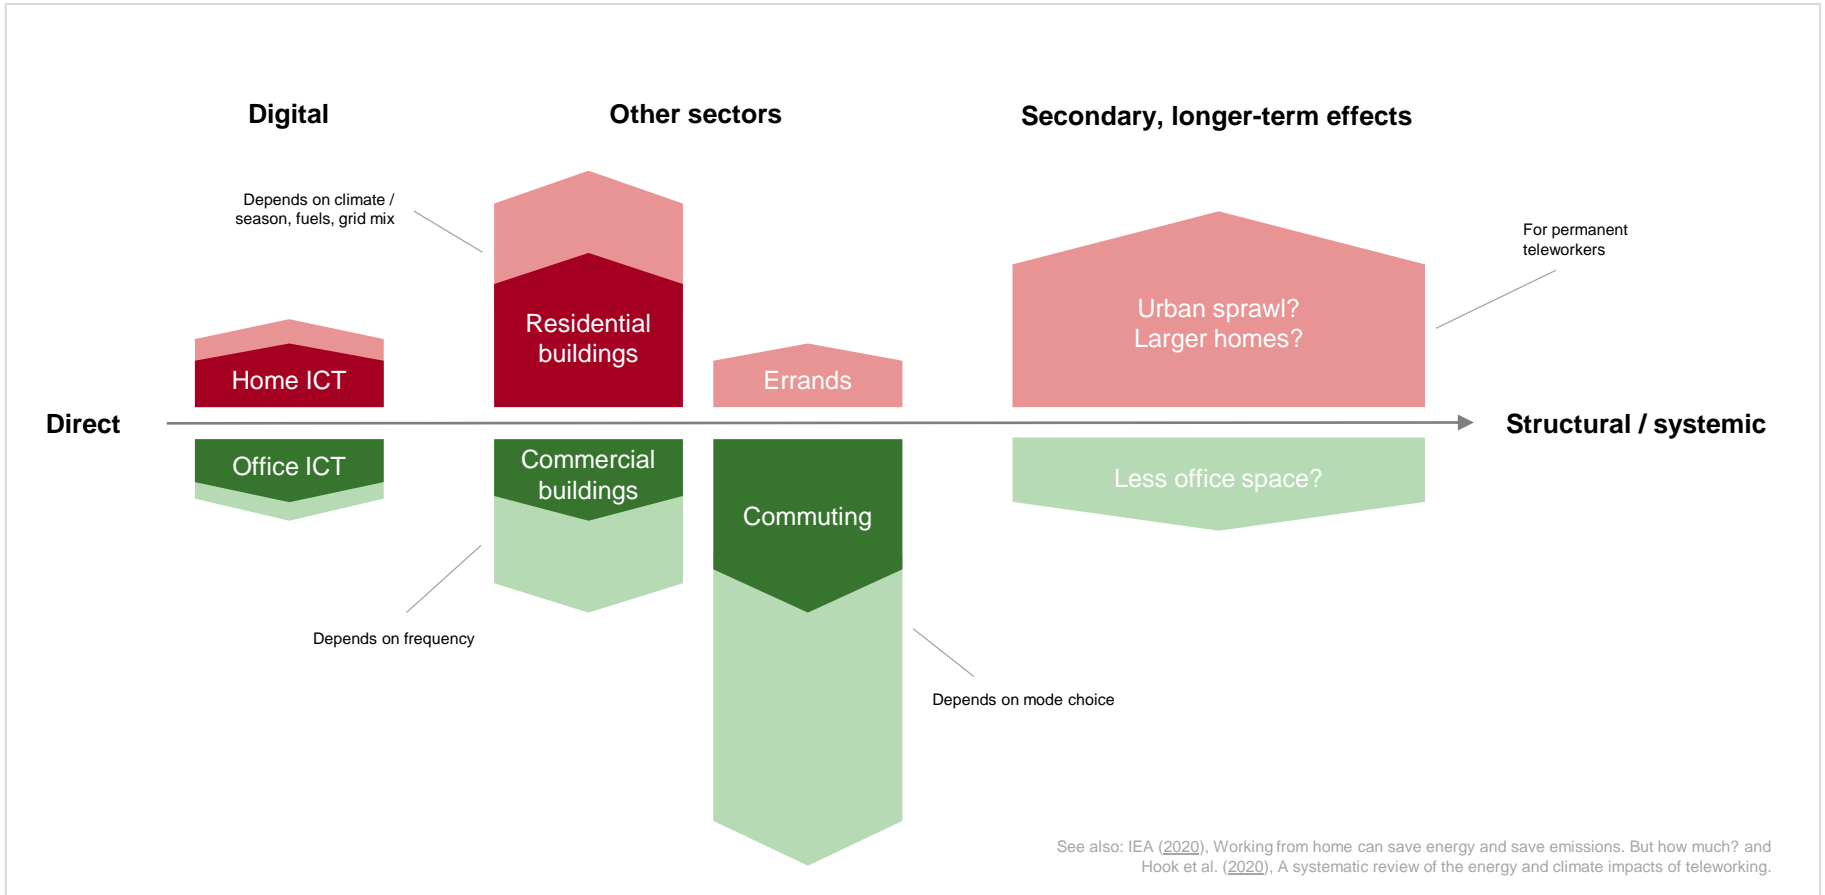 Digital
Other sectors
Secondary, longer-term effects
Depends on climate /
season, fuels, grid mix
For permanent
teleworkers
Residential
buildings
Urban sprawl?
Larger homes?
Home ICT
Errands
Direct
Structural / systemic
Office ICT
Commercial
buildings
Commuting
Less office space?
Depends on frequency
Depends on mode choice
See also: IEA (2020), Working from home can save energy and save emissions. But how much? and
Hook et al. (2020), A systematic review of the energy and climate impacts of teleworking.